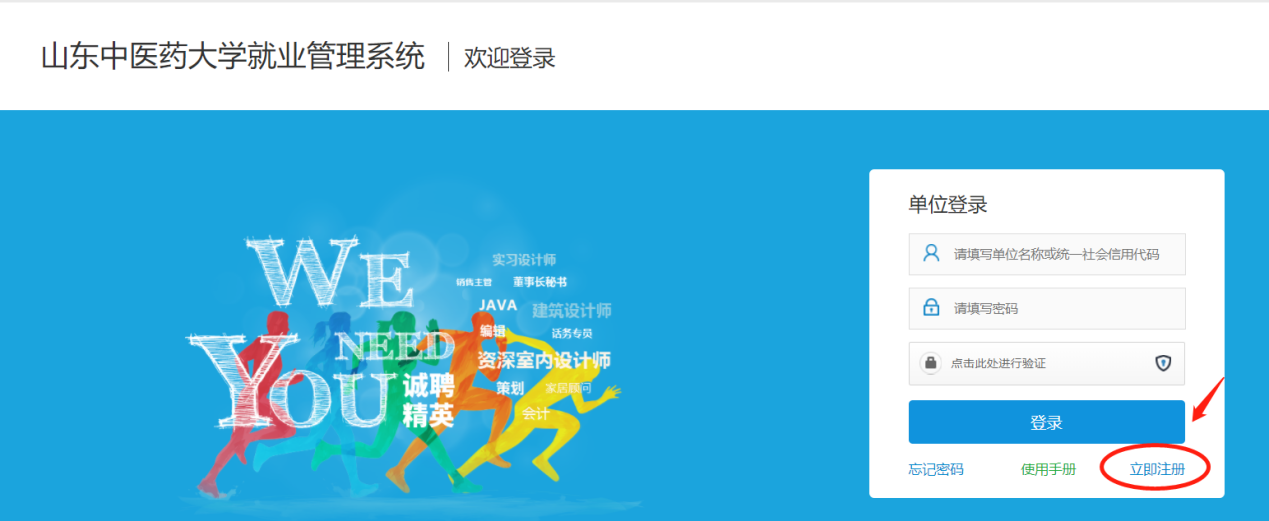 山东中医药大学就业管理系统 欢迎登录
单位登录
请填写单位名称或统一社会信用代码
请填写密码
点击此处进行验证
登录
忘记密码 使用手册 立即注册
WE
NEED
YOU
诚聘
精英
实习设计师
销售主管 董事长秘书
JAVA 建筑设计师
编辑 话务专员
资深室内设计师
策划 家居顾问
会计